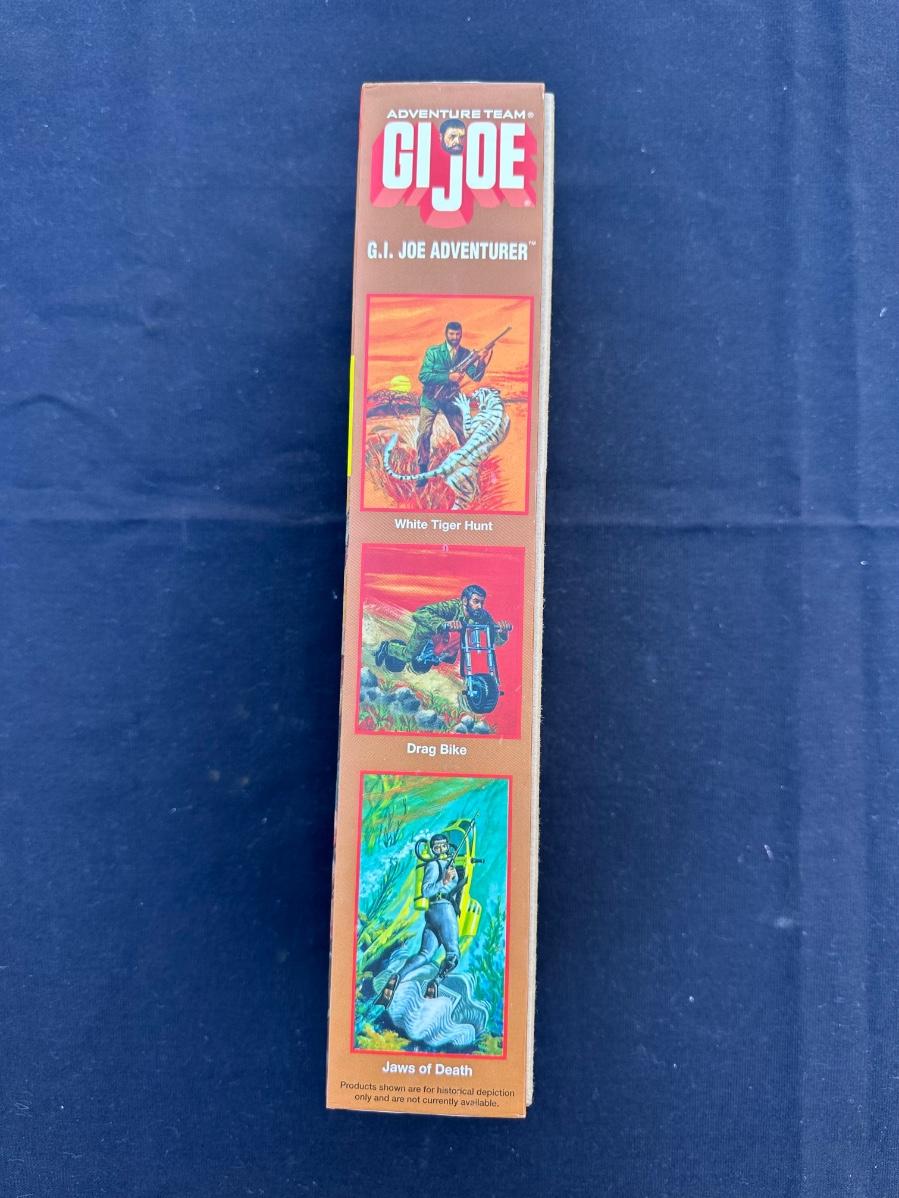 ADVENTURE TEAM®
GI JOE®
G.I. JOE ADVENTURER™
White Tiger Hunt
Drag Bike
Jaws of Death
Products shown are for historical depiction
only and are not currently available.